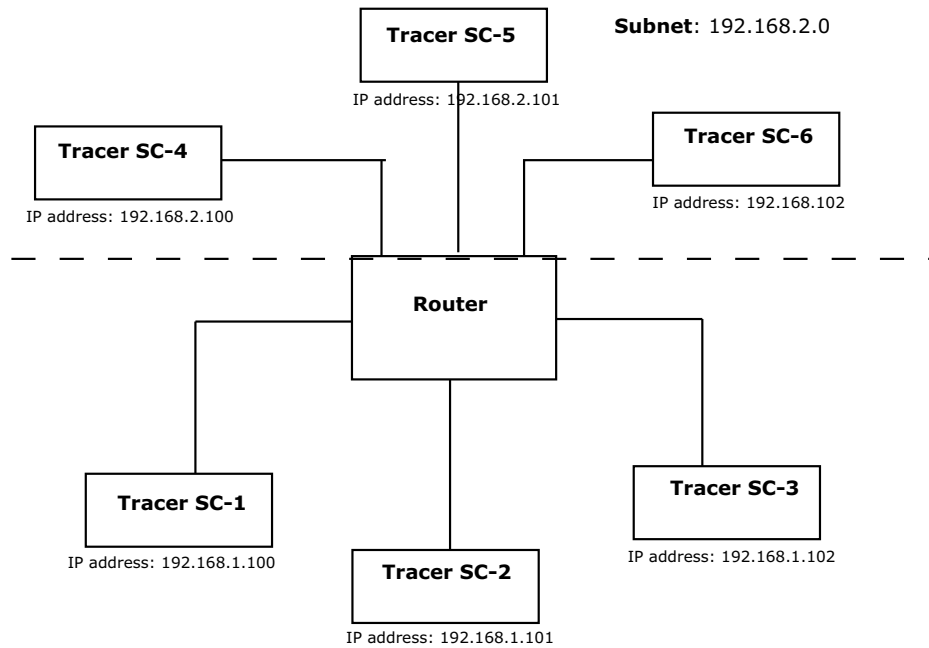 Tracer SC-5
Subnet: 192.168.2.0
IP address: 192.168.2.101
Tracer SC-4
Tracer SC-6
IP address: 192.168.2.100
IP address: 192.168.102
Router
Tracer SC-1
Tracer SC-3
IP address: 192.168.1.100
IP address: 192.168.1.102
Tracer SC-2
IP address: 192.168.1.101